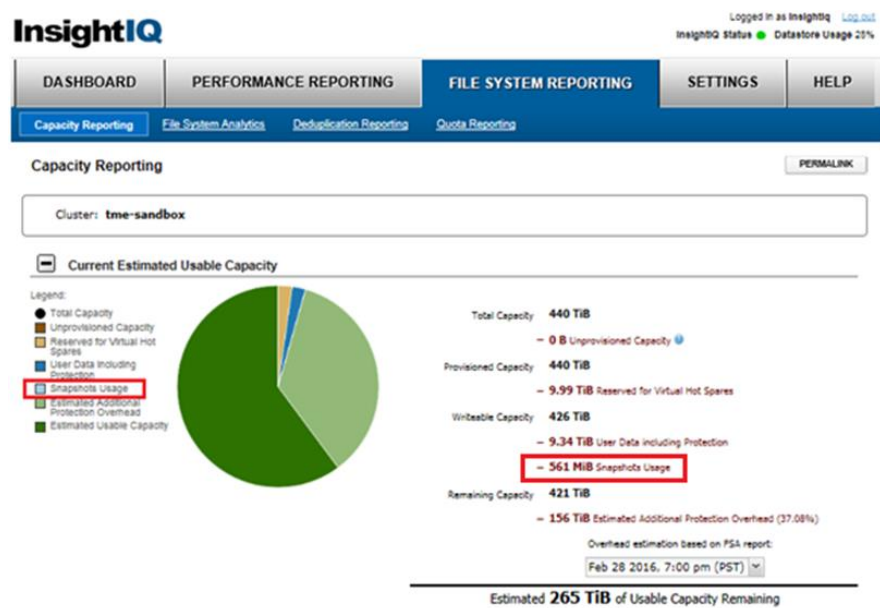 Logged in as InsightIq Log out
InsightIQ
InsightIQ Status Datastore Usage 28%
DASHBOARD PERFORMANCE REPORTING FILE SYSTEM REPORTING SETTINGS HELP
Capacity Reporting File System Analytics Deduplication Reporting Quota Reporting
Capacity Reporting
PERMALINK
Cluster: tme-sandbox
Current Estimated Usable Capacity
Legend:
Total Capacity
Unprovisioned Capacity
Reserved for Virtual Hot
Spares
User Data Including
Protection
Snapshots Usage
Estimated Additional
Protection Overhead
Estimated Usable Capacity
Total Capacity 440 TiB
– 0 B Unprovisioned Capacity
Provisioned Capacity 440 TiB
– 9.99 TiB Reserved for Virtual Hot Spares
Writeable Capacity 426 TiB
– 9.34 TiB User Data including Protection
– 561 MiB Snapshots Usage
Remaining Capacity 421 TiB
– 156 TiB Estimated Additional Protection Overhead (37.08%)
Overhead estimation based on FSA report:
Feb 28 2016, 7:00 pm (PST)
Estimated 265 TiB of Usable Capacity Remaining